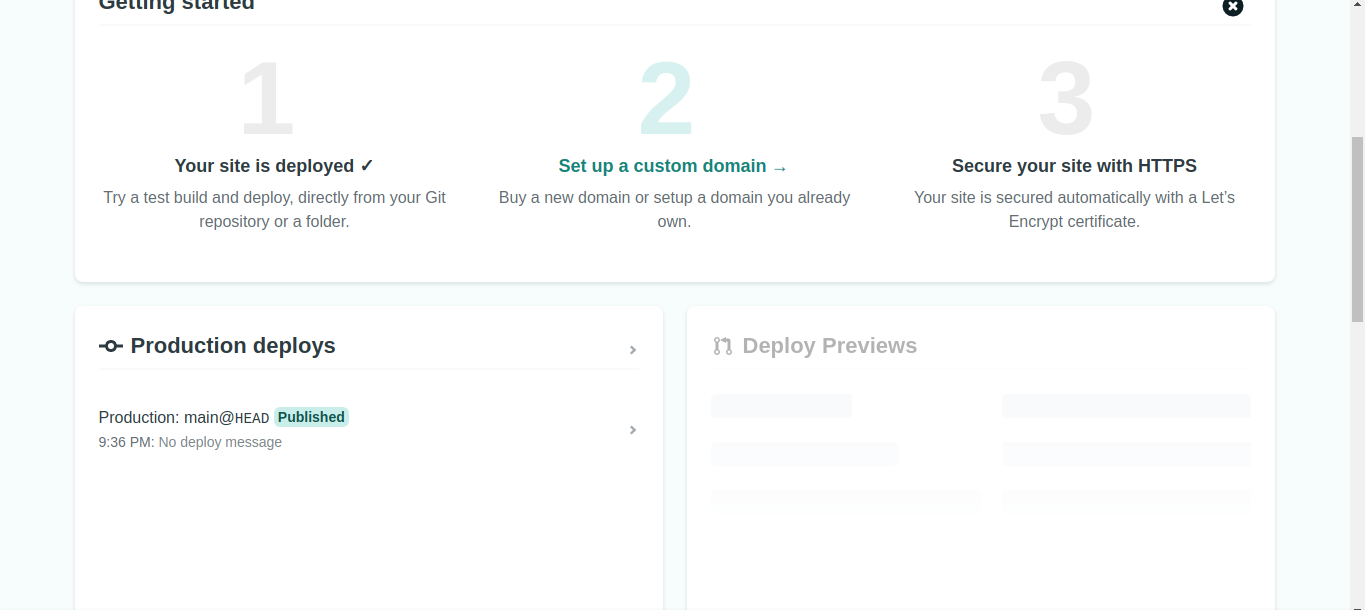 Getting started
1
2
3
Your site is deployed ✓
Try a test build and deploy, directly from your Git
repository or a folder.
Set up a custom domain →
Buy a new domain or setup a domain you already
own.
Secure your site with HTTPS
Your site is secured automatically with a Let’s
Encrypt certificate.
Production deploys
Production: main@HEAD Published
9:36 PM: No deploy message
Deploy Previews